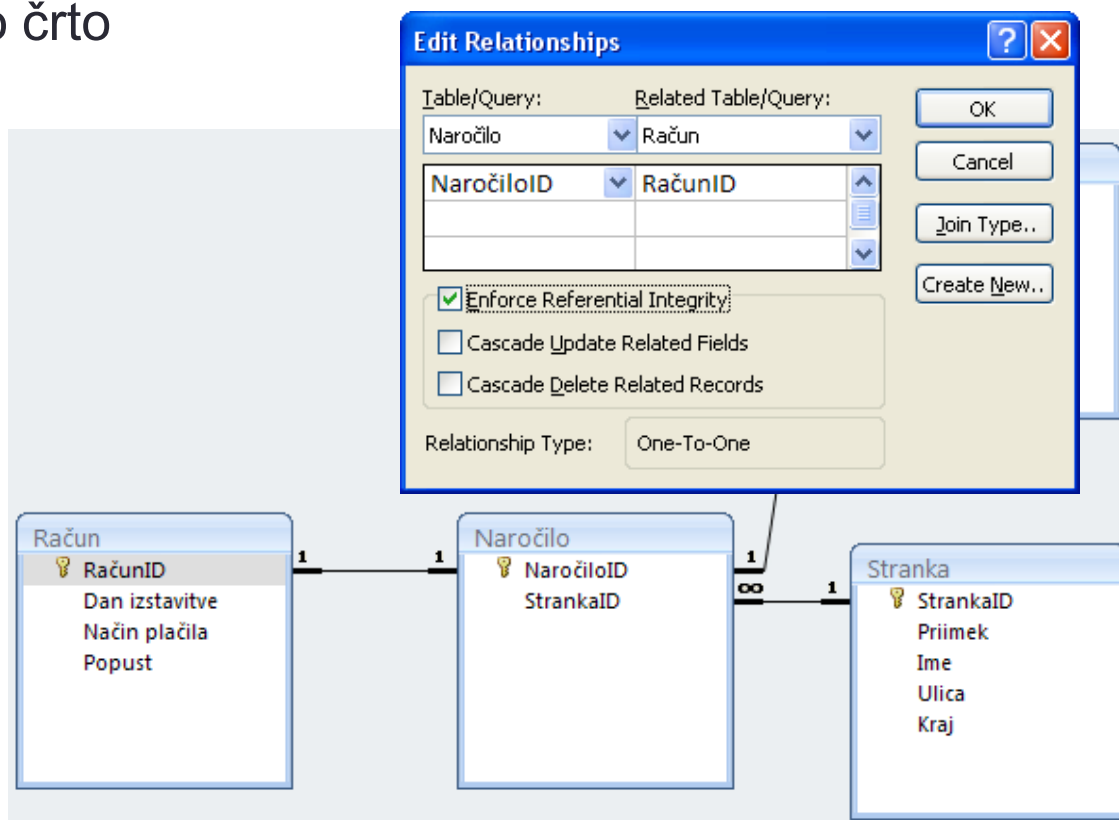 o črto
Edit Relationships
Table/Query: Related Table/Query:
Naročilo Račun
NaročiloID RačunID
Enforce Referential Integrity
Cascade Update Related Fields
Cascade Delete Related Records
Relationship Type: One-To-One
OK
Cancel
Join Type..
Create New..
Račun
RačunID
Dan izstavitve
Način plačila
Popust
1 1
Naročilo
NaročiloID
StrankaID
1
∞ 1
Stranka
StrankaID
Priimek
Ime
Ulica
Kraj